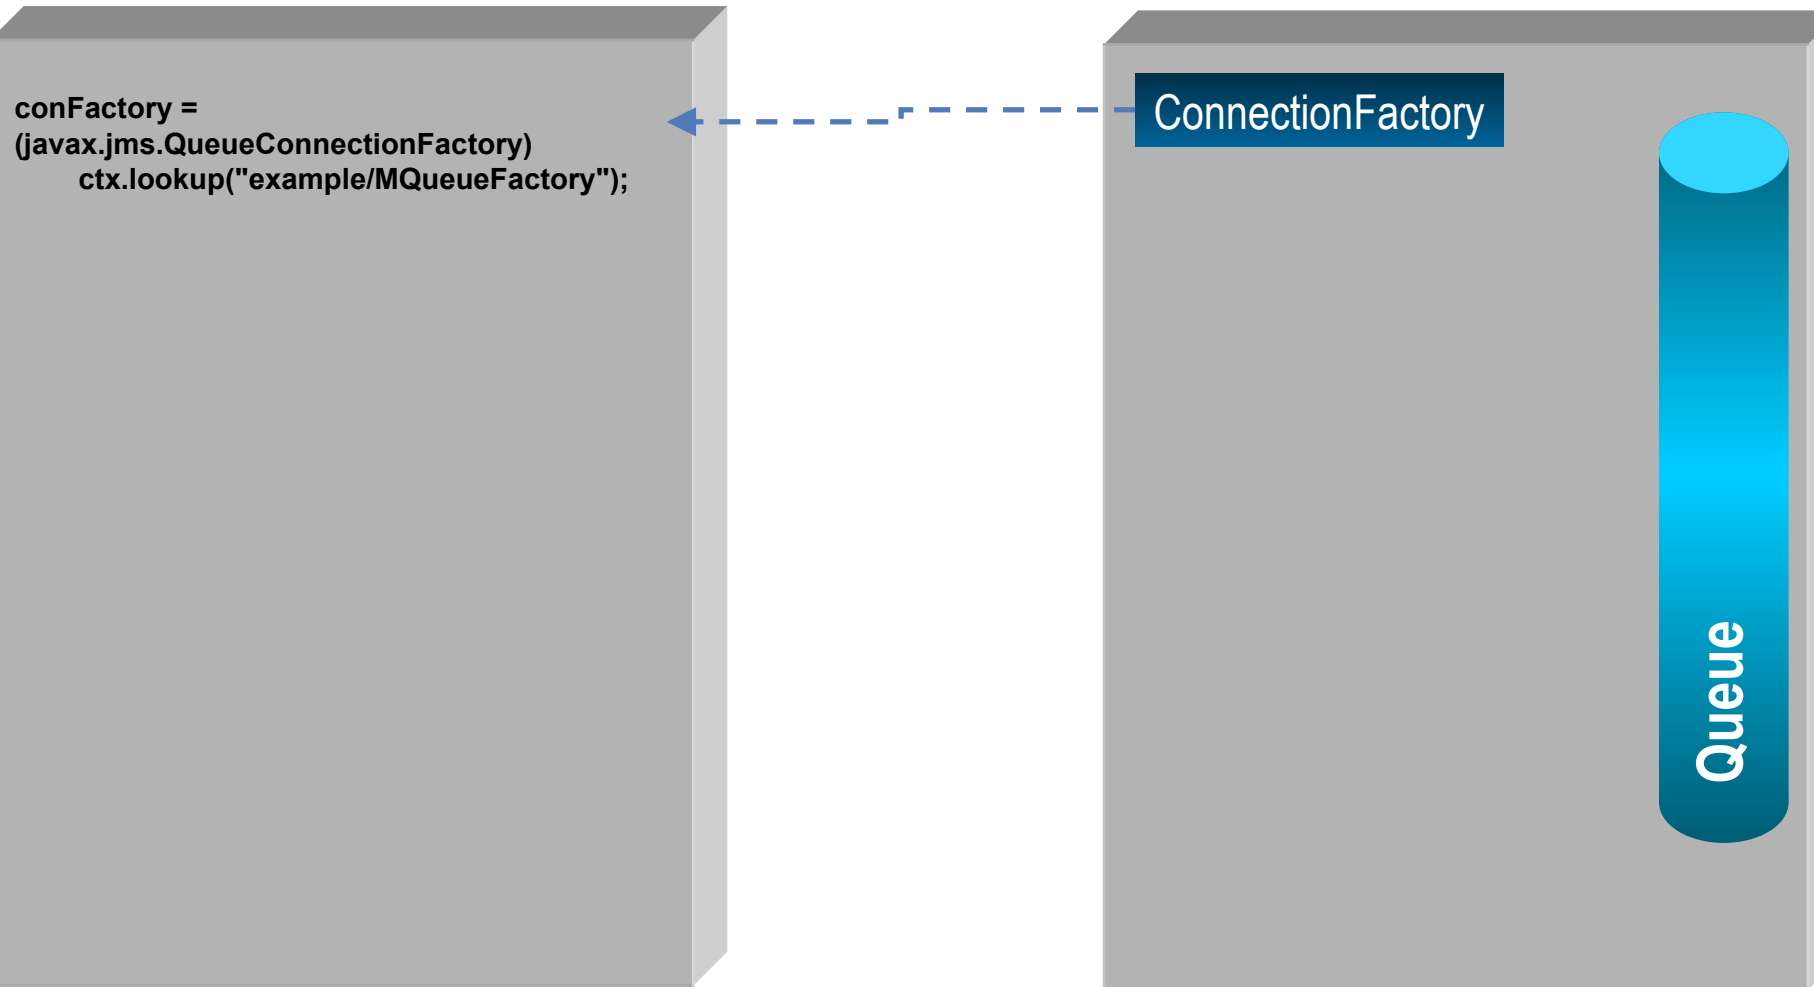 conFactory =
(javax.jms.QueueConnectionFactory)
ctx.lookup("example/MQueueFactory");
ConnectionFactory
Queue